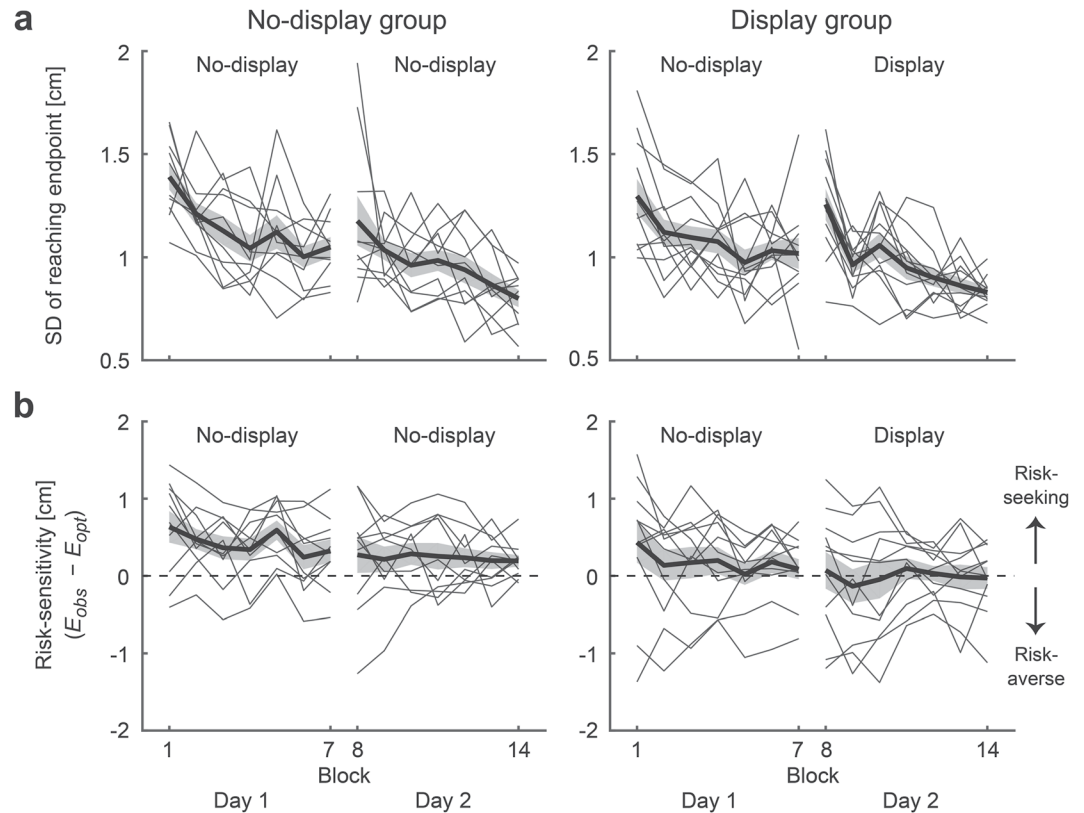 a
No-display group
Display group
SD of reaching endpoint [cm]
2
1.5
1
0.5
No-display
No-display
2
1.5
1
0.5
No-display
Display
b
Risk-sensitivity [cm]
(E_obs − E_opt)
2
1
0
-1
-2
No-display
No-display
2
1
0
-1
-2
No-display
Display
Risk-
seeking
Risk-
averse
1
7
8
14
Block
Day 1
Day 2
1
7
8
14
Block
Day 1
Day 2